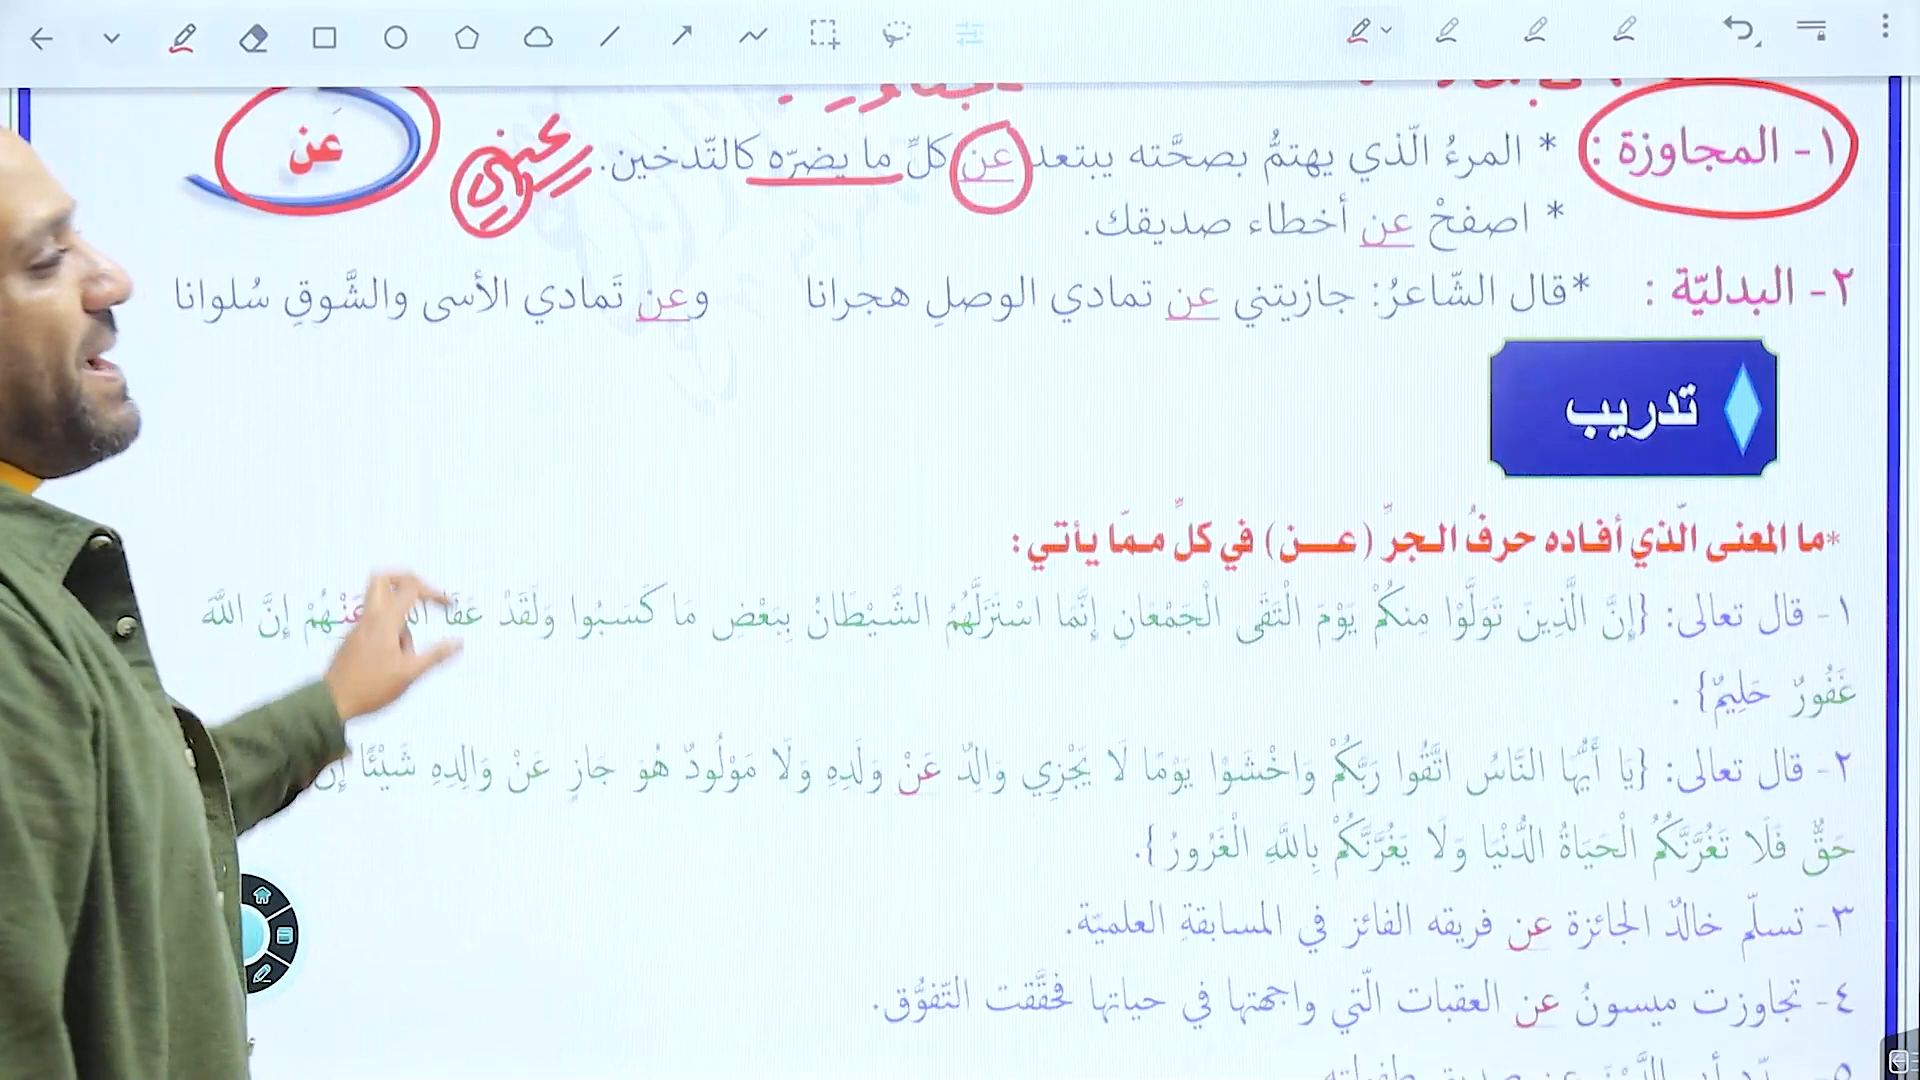 ١- المجاوزة : * المرءُ الّذي يهتمُّ بصحَّته يبتعد عن كلِّ ما يضرّه كالتّدخين.
عن
* اصفحْ عن أخطاء صديقك.
٢- البدليّة : *قال الشّاعرُ: جازيتني عن تمادي الوصلِ هجرانا وعن تَمادي الأسى والشَّوقِ سُلوانا
تدريب
*ما المعنى الّذي أفاده حرفُ الجرِّ (عـن) في كلٍّ ممّا يأتي:
١- قال تعالى: {إِنَّ الَّذِينَ تَوَلَّوْا مِنكُمْ يَوْمَ الْتَقَى الْجَمْعَانِ إِنَّمَا اسْتَزَلَّهُمُ الشَّيْطَانُ بِبَعْضِ مَا كَسَبُوا وَلَقَدْ عَفَا عَنْهُمْ إِنَّ اللَّهَ
غَفُورٌ حَلِيمٌ} .
٢- قال تعالى: {يَا أَيُّهَا النَّاسُ اتَّقُوا رَبَّكُمْ وَاخْشَوْا يَوْمًا لَا يَجْزِي وَالِدٌ عَنْ وَلَدِهِ وَلَا مَوْلُودٌ هُوَ جَازٍ عَنْ وَالِدِهِ شَيْئًا إِنَّ
حَقٌّ فَلَا تَغُرَّنَّكُمُ الْحَيَاةُ الدُّنْيَا وَلَا يَغُرَّنَّكُمْ بِاللَّهِ الْغَرُورُ}.
٣- تسلّم خالدٌ الجائزة عن فريقه الفائز في المسابقةِ العلميّة.
٤- تجاوزت ميسونُ عن العقبات الّتي واجهتها في حياتها فحقَّقت التّفوُّق.